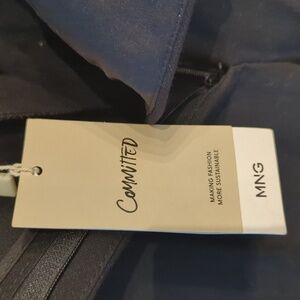 Committed
MAKING FASHION
MORE SUSTAINABLE
MNG